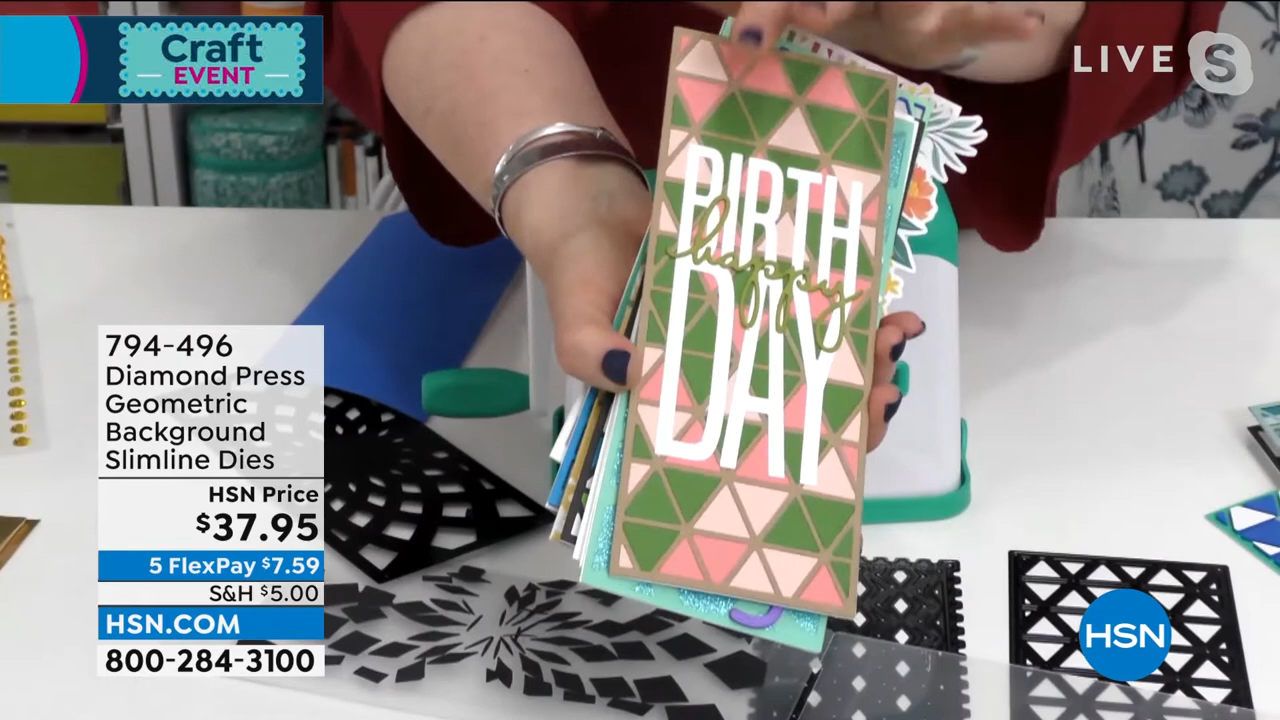 Craft
EVENT
LIVE S
BIRTH
happy
DAY
794-496
Diamond Press
Geometric
Background
Slimline Dies
HSN Price
$37.95
5 FlexPay $7.59
S&H $5.00
HSN.COM
800-284-3100
HSN